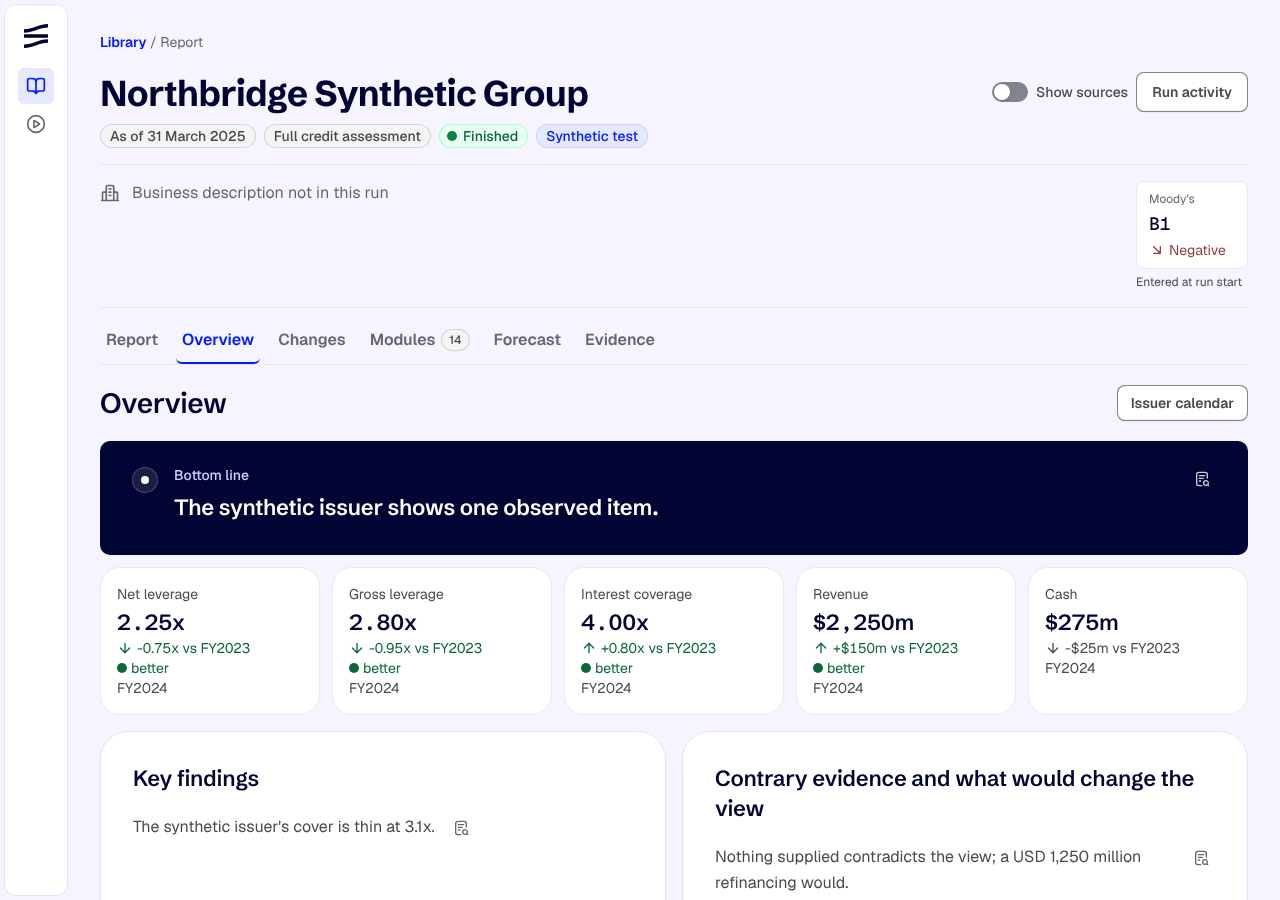 Library / Report
Northbridge Synthetic Group
Show sources
Run activity
As of 31 March 2025
Full credit assessment
Finished
Synthetic test
Business description not in this run
Moody's
B1
Negative
Entered at run start
Report
Overview
Changes
Modules 14
Forecast
Evidence
Overview
Issuer calendar
Bottom line
The synthetic issuer shows one observed item.
Net leverage
2.25x
-0.75x vs FY2023
better
FY2024
Gross leverage
2.80x
-0.95x vs FY2023
better
FY2024
Interest coverage
4.00x
+0.80x vs FY2023
better
FY2024
Revenue
$2,250m
+$150m vs FY2023
better
FY2024
Cash
$275m
-$25m vs FY2023
FY2024
Key findings
The synthetic issuer's cover is thin at 3.1x.
Contrary evidence and what would change the
view
Nothing supplied contradicts the view; a USD 1,250 million
refinancing would.